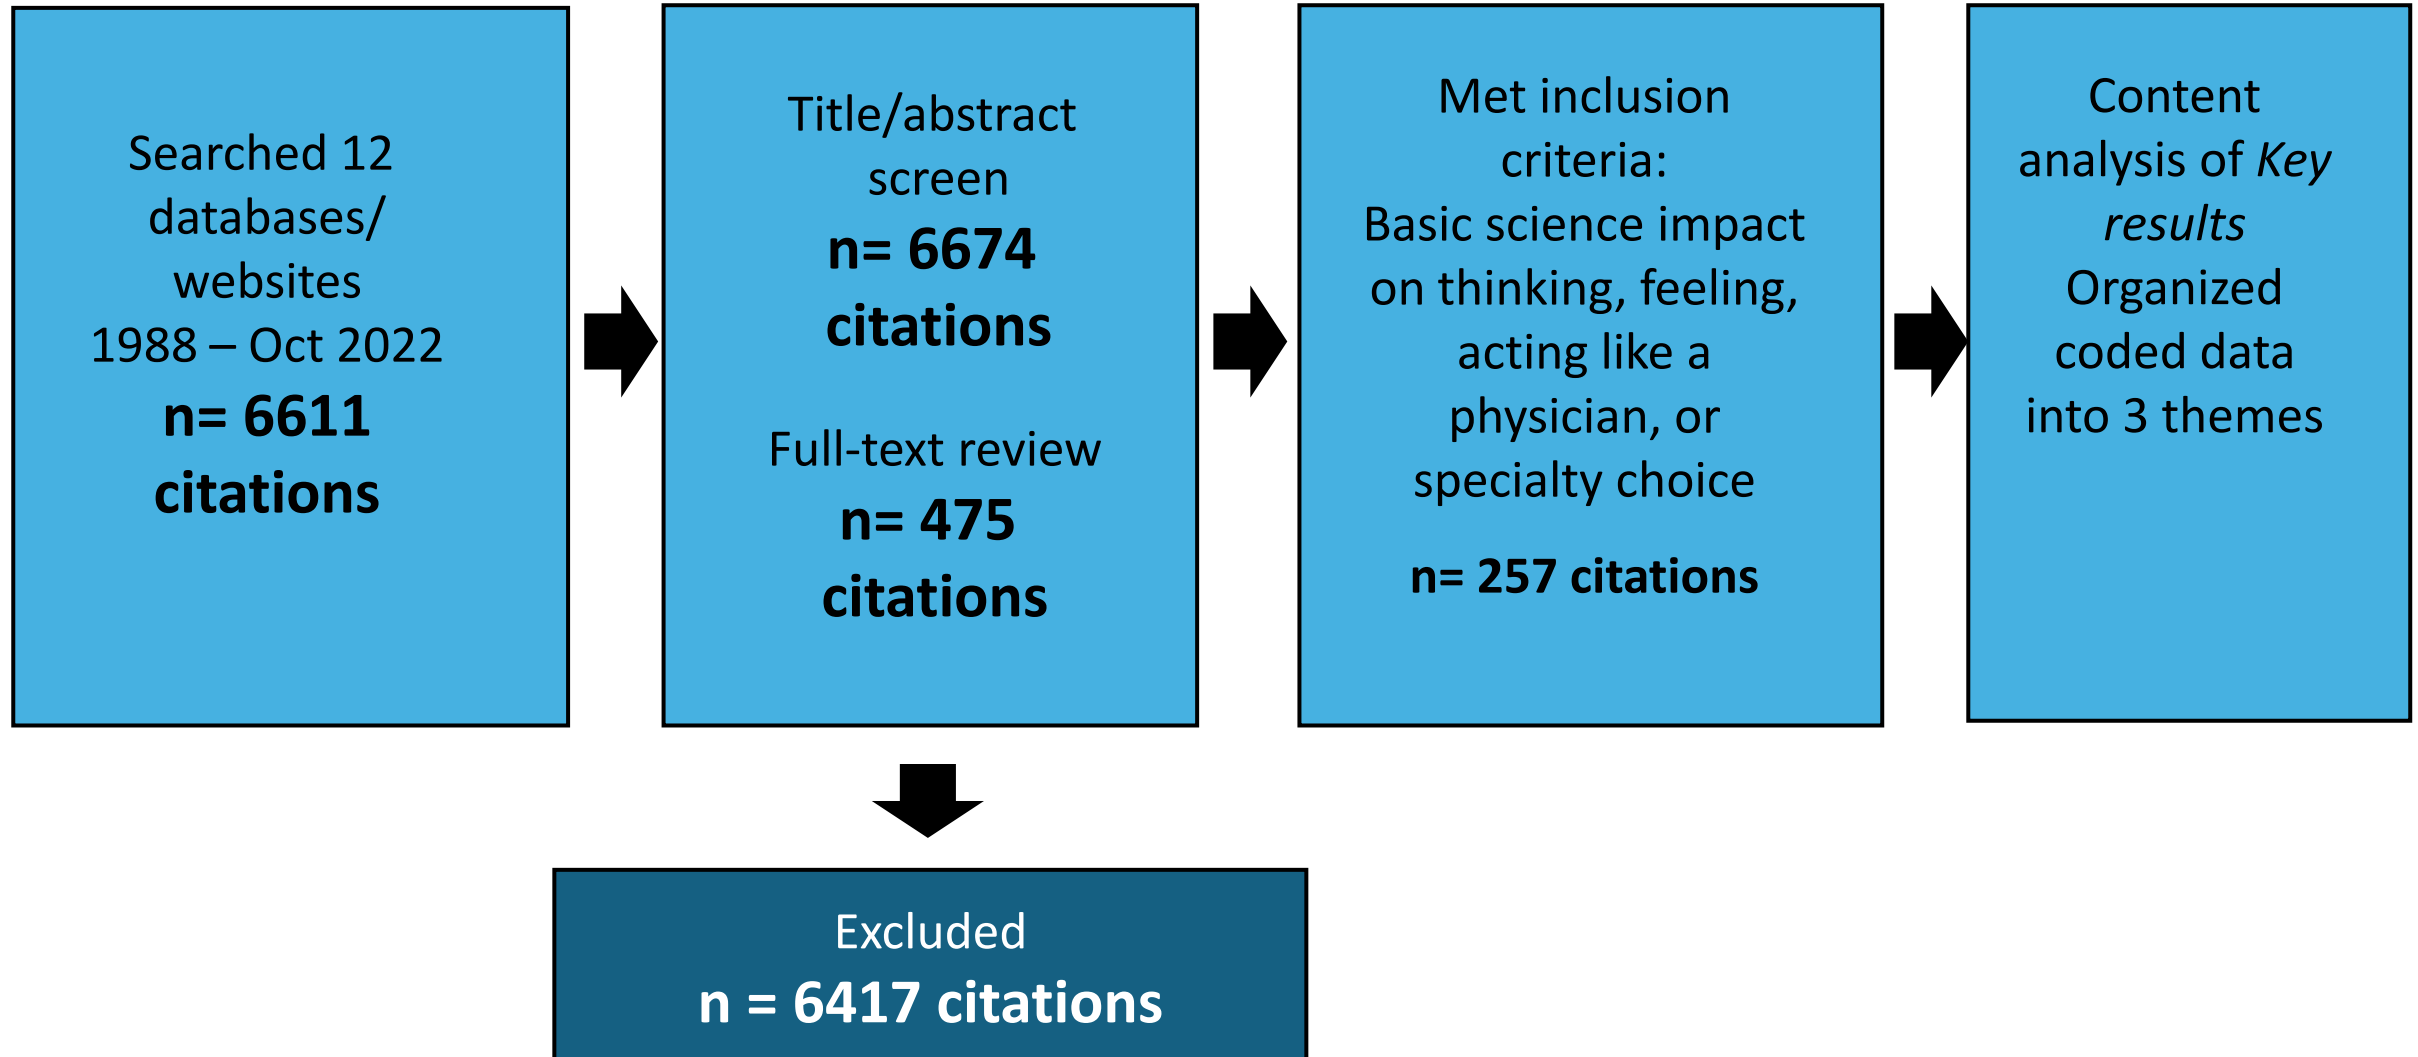 Searched 12
databases/
websites
1988 – Oct 2022
n= 6611
citations
Title/abstract
screen
n= 6674
citations
Full-text review
n= 475
citations
Met inclusion
criteria:
Basic science impact
on thinking, feeling,
acting like a
physician, or
specialty choice
n= 257 citations
Content
analysis of Key
results
Organized
coded data
into 3 themes
Excluded
n = 6417 citations